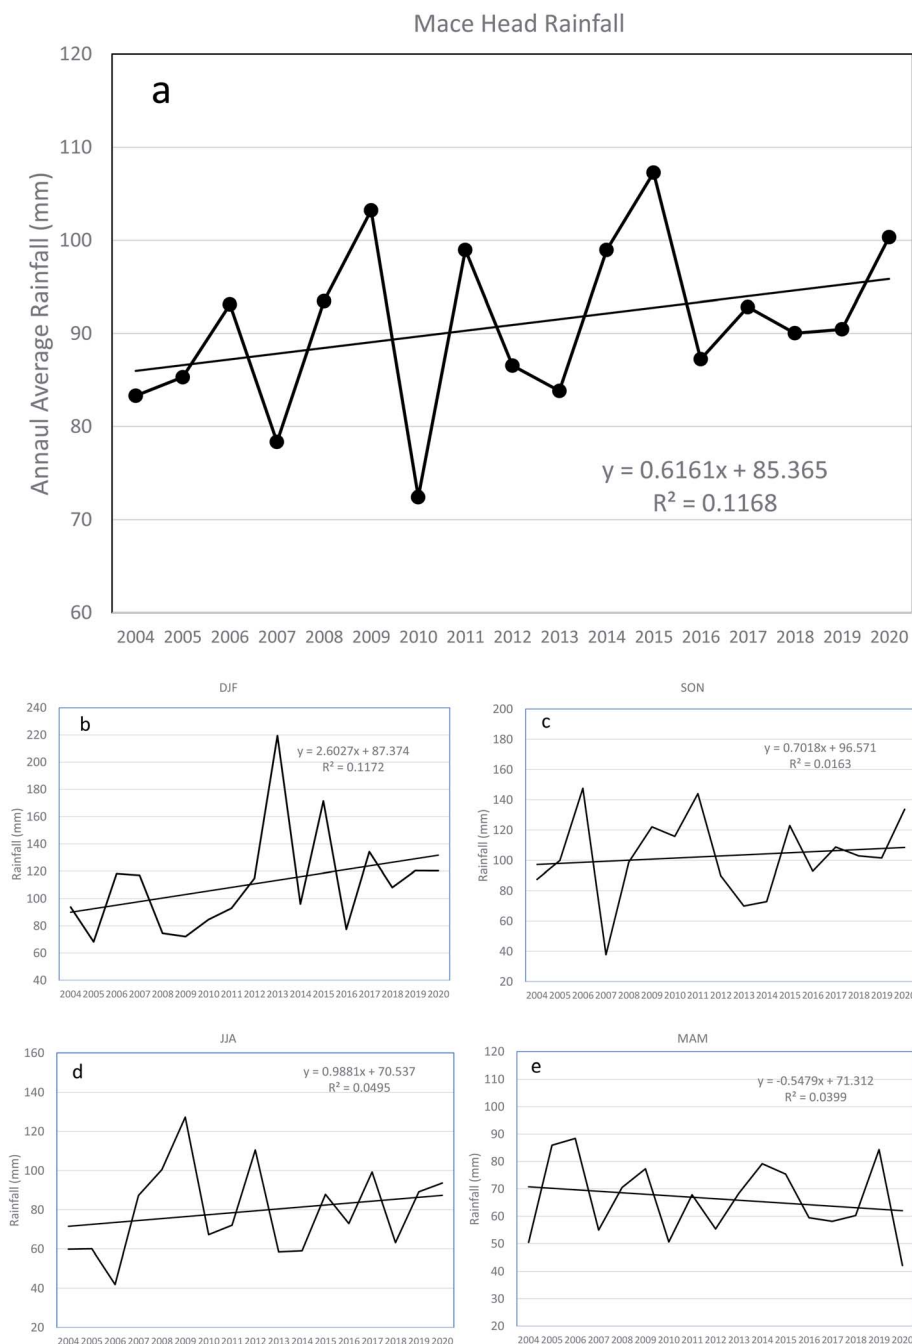 Mace Head Rainfall
a
Annaul Average Rainfall (mm)
120
110
100
90
80
70
60
y = 0.6161x + 85.365
R² = 0.1168
2004 2005 2006 2007 2008 2009 2010 2011 2012 2013 2014 2015 2016 2017 2018 2019 2020
DJF
b
Rainfall (mm)
240
220
200
180
160
140
120
100
80
60
40
y = 2.6027x + 87.374
R² = 0.1172
2004 2005 2006 2007 2008 2009 2010 2011 2012 2013 2014 2015 2016 2017 2018 2019 2020
SON
c
Rainfall (mm)
200
180
160
140
120
100
80
60
40
20
y = 0.7018x + 96.571
R² = 0.0163
2004 2005 2006 2007 2008 2009 2010 2011 2012 2013 2014 2015 2016 2017 2018 2019 2020
JJA
d
Rainfall (mm)
160
140
120
100
80
60
40
20
y = 0.9881x + 70.537
R² = 0.0495
2004 2005 2006 2007 2008 2009 2010 2011 2012 2013 2014 2015 2016 2017 2018 2019 2020
MAM
e
Rainfall (mm)
120
110
100
90
80
70
60
50
40
30
20
y = -0.5479x + 71.312
R² = 0.0399
2004 2005 2006 2007 2008 2009 2010 2011 2012 2013 2014 2015 2016 2017 2018 2019 2020